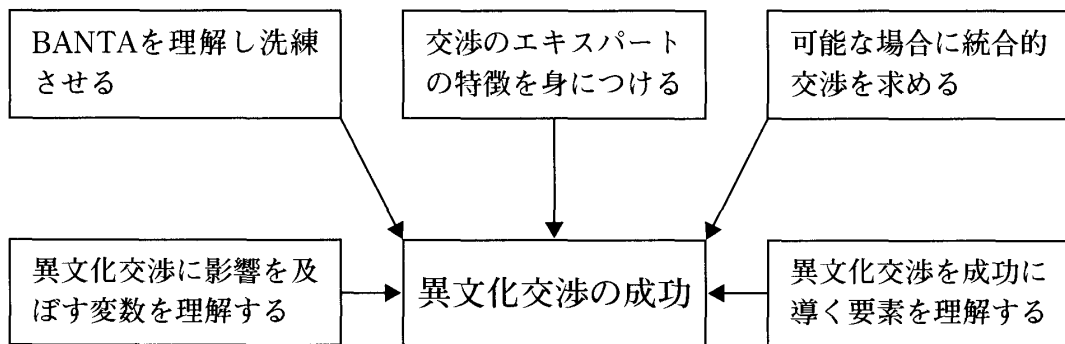 BANTAを理解し洗練
させる
交渉のエキスパート
の特徴を身につける
可能な場合に統合的
交渉を求める
異文化交渉に影響を及
ぼす変数を理解する
異文化交渉の成功
異文化交渉を成功に
導く要素を理解する